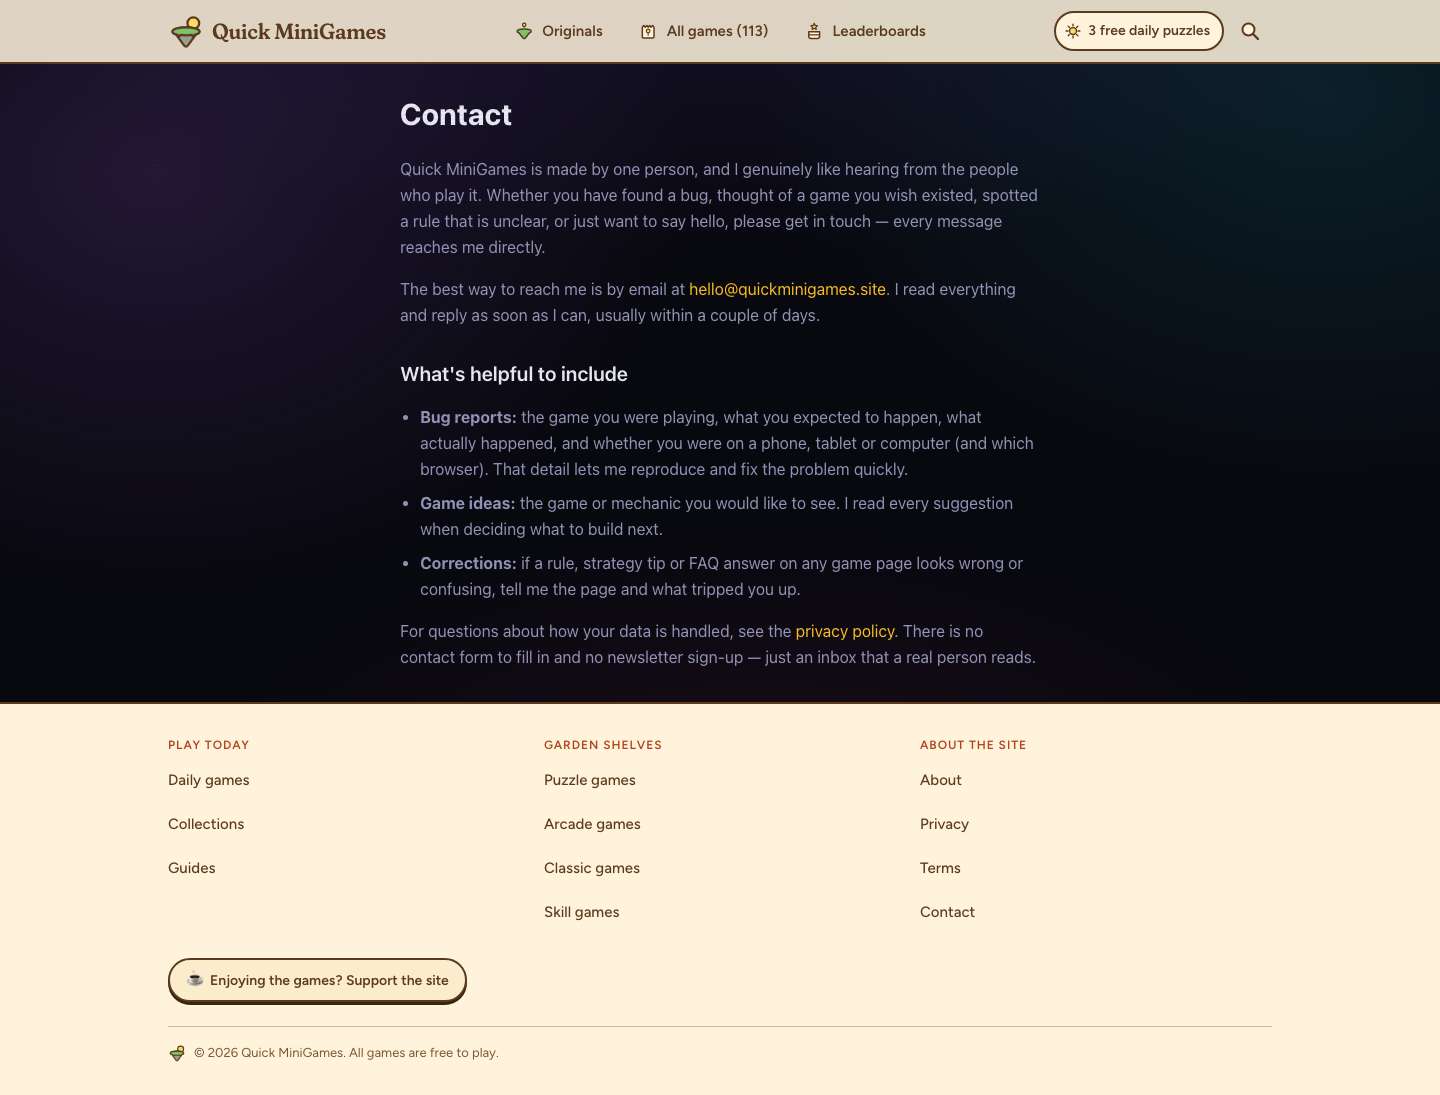 Quick MiniGames
Originals
All games (113)
Leaderboards
3 free daily puzzles
Contact
Quick MiniGames is made by one person, and I genuinely like hearing from the people
who play it. Whether you have found a bug, thought of a game you wish existed, spotted
a rule that is unclear, or just want to say hello, please get in touch — every message
reaches me directly.
The best way to reach me is by email at hello@quickminigames.site. I read everything
and reply as soon as I can, usually within a couple of days.
What's helpful to include
• Bug reports: the game you were playing, what you expected to happen, what
actually happened, and whether you were on a phone, tablet or computer (and which
browser). That detail lets me reproduce and fix the problem quickly.
• Game ideas: the game or mechanic you would like to see. I read every suggestion
when deciding what to build next.
• Corrections: if a rule, strategy tip or FAQ answer on any game page looks wrong or
confusing, tell me the page and what tripped you up.
For questions about how your data is handled, see the privacy policy. There is no
contact form to fill in and no newsletter sign-up — just an inbox that a real person reads.
PLAY TODAY
Daily games
Collections
Guides
GARDEN SHELVES
Puzzle games
Arcade games
Classic games
Skill games
ABOUT THE SITE
About
Privacy
Terms
Contact
Enjoying the games? Support the site
© 2026 Quick MiniGames. All games are free to play.